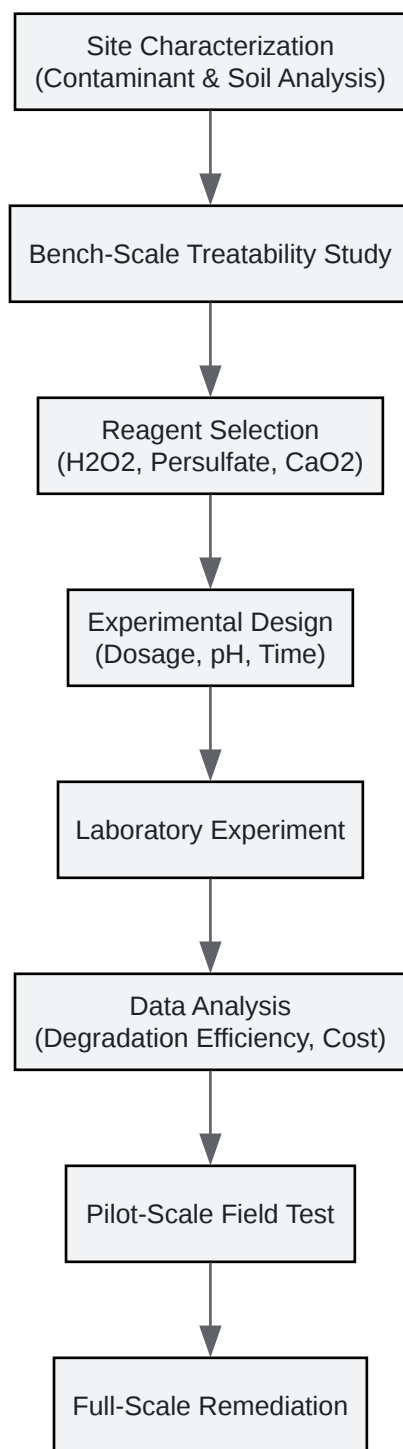 Site Characterization
(Contaminant & Soil Analysis)
Bench-Scale Treatability Study
Reagent Selection
(H2O2, Persulfate, CaO2)
Experimental Design
(Dosage, pH, Time)
Laboratory Experiment
Data Analysis
(Degradation Efficiency, Cost)
Pilot-Scale Field Test
Full-Scale Remediation